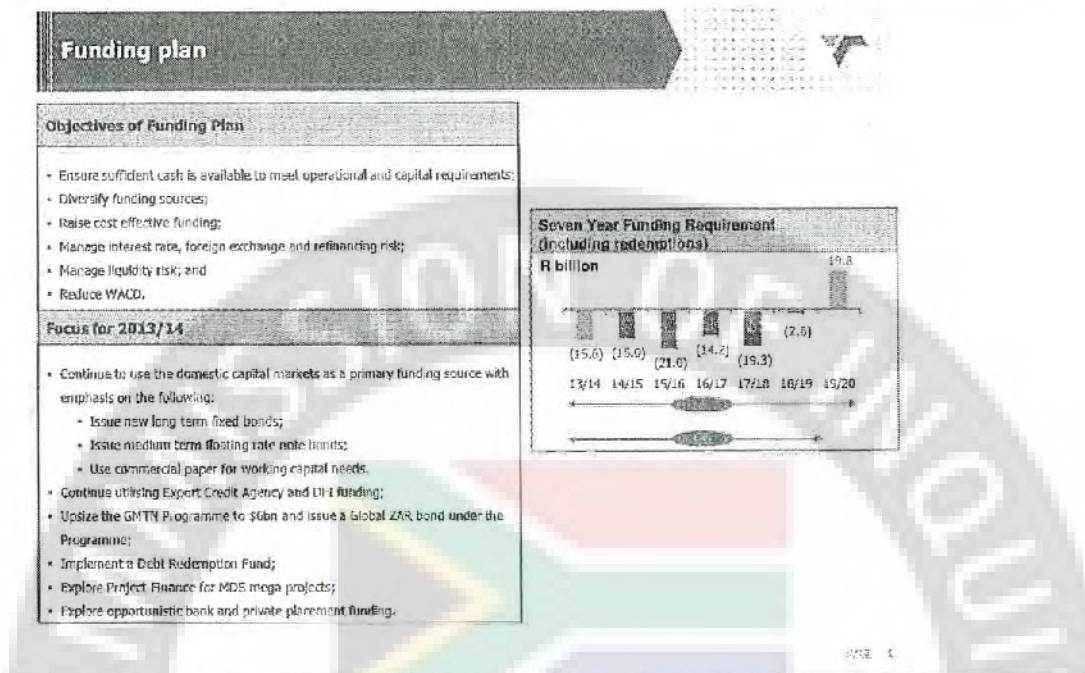 Funding plan
Objectives of Funding Plan
• Ensure sufficient cash is available to meet operational and capital requirements;
• Diversify funding sources;
• Raise cost effective funding;
• Manage interest rate, foreign exchange and refinancing risk;
• Manage liquidity risk; and
• Reduce WACD.
Focus for 2013/14
• Continue to use the domestic capital markets as a primary funding source with
emphasis on the following:
• Issue new long term fixed bonds;
• Issue medium term floating rate note bonds;
• Use commercial paper for working capital needs.
• Continue utilising Export Credit Agency and DFI funding;
• Upsize the GMTN Programme to $6bn and issue a Global ZAR bond under the
Programme;
• Implement a Debt Redemption Fund;
• Explore Project Finance for MDS mega projects;
• Explore opportunistic bank and private placement funding.
Seven Year Funding Requirement
(including redemptions)
R billion
19.8
(15.6) (15.0) (21.0) (14.2) (19.3) (2.6)
13/14 14/15 15/16 16/17 17/18 18/19 19/20